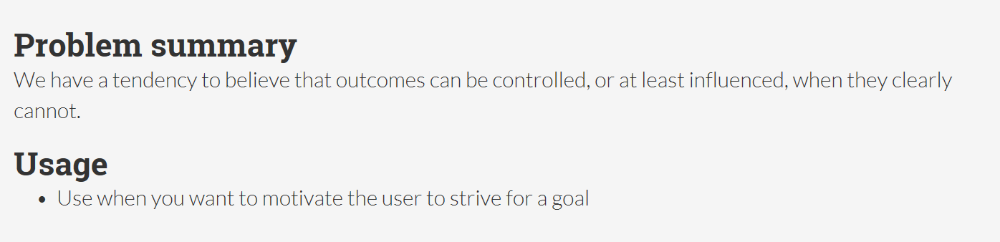 Problem summary
We have a tendency to believe that outcomes can be controlled, or at least influenced, when they clearly
cannot.
Usage
• Use when you want to motivate the user to strive for a goal